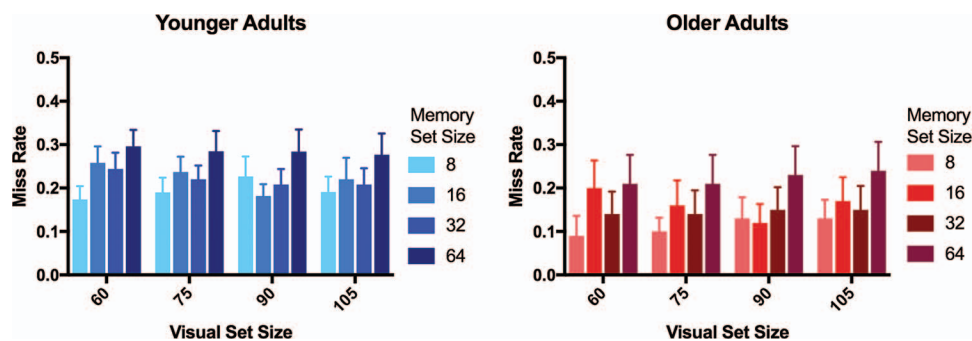 Younger Adults
0.5
0.4
0.3
0.2
0.1
0.0
Miss Rate
60
75
90
105
Visual Set Size
Memory
Set Size
8
16
32
64
Older Adults
0.5
0.4
0.3
0.2
0.1
0.0
Miss Rate
60
75
90
105
Visual Set Size
Memory
Set Size
8
16
32
64